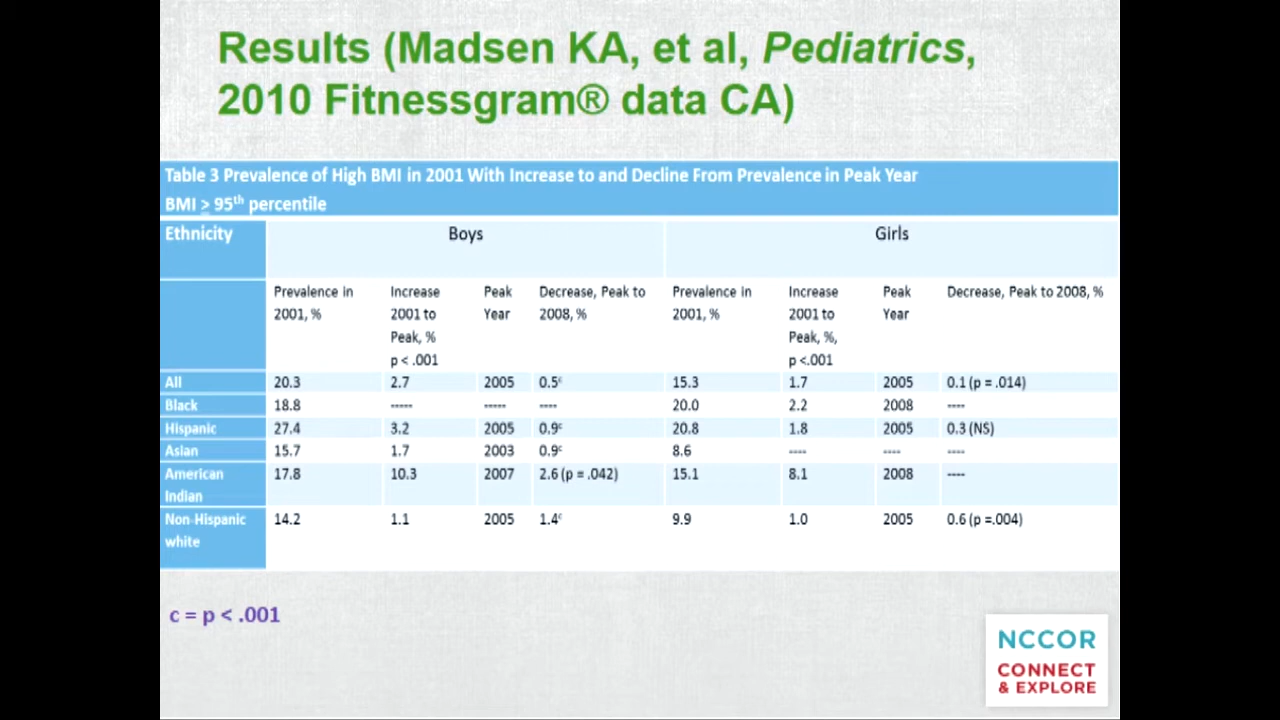 Results (Madsen KA, et al, Pediatrics,
2010 Fitnessgram® data CA)
Table 3 Prevalence of High BMI in 2001 With Increase to and Decline From Prevalence in Peak Year
BMI ≥ 95th percentile
Ethnicity Boys Girls
Prevalence in 2001, % Increase 2001 to Peak, % p < .001 Peak Year Decrease, Peak to 2008, % Prevalence in 2001, % Increase 2001 to Peak, %, p <.001 Peak Year Decrease, Peak to 2008, %
All 20.3 2.7 2005 0.5c 15.3 1.7 2005 0.1 (p = .014)
Black 18.8 ----- ----- ---- 20.0 2.2 2008 ----
Hispanic 27.4 3.2 2005 0.9c 20.8 1.8 2005 0.3 (NS)
Asian 15.7 1.7 2003 0.9c 8.6 ---- ---- ----
American Indian 17.8 10.3 2007 2.6 (p = .042) 15.1 8.1 2008 ----
Non-Hispanic white 14.2 1.1 2005 1.4c 9.9 1.0 2005 0.6 (p =.004)
c = p < .001
NCCOR
CONNECT
& EXPLORE